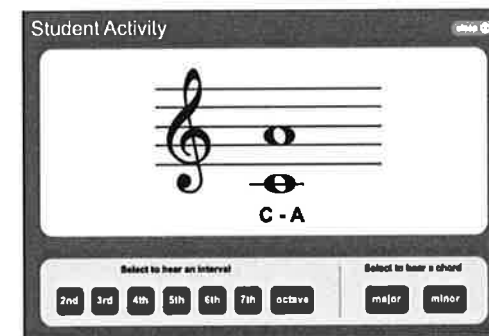 Student Activity
close
C - A
Select to hear an interval
Select to hear a chord
2nd 3rd 4th 5th 6th 7th octave
major minor